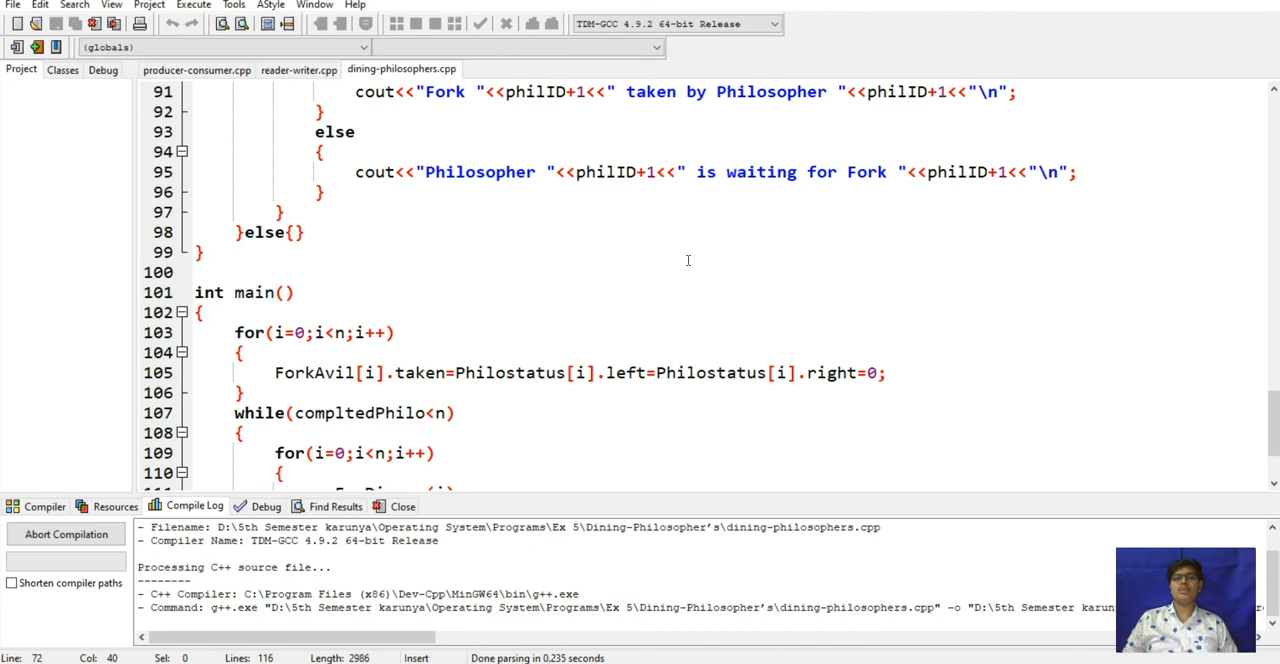 File Edit Search View Project Execute Tools AStyle Window Help
TDM-GCC 4.9.2 64-bit Release
(globals)
Project Classes Debug producer-consumer.cpp reader-writer.cpp dining-philosophers.cpp
91 cout<<"Fork "<<philID+1<<" taken by Philosopher "<<philID+1<<"\n";
92 }
93 else
94 {
95 cout<<"Philosopher "<<philID+1<<" is waiting for Fork "<<philID+1<<"\n";
96 }
97 }
98 }else{}
99 }
100
101 int main()
102 {
103 for(i=0;i<n;i++)
104 {
105 ForkAvil[i].taken=Philostatus[i].left=Philostatus[i].right=0;
106 }
107 while(compltedPhilo<n)
108 {
109 for(i=0;i<n;i++)
110 {
Compiler Resources Compile Log Debug Find Results Close
Abort Compilation
Shorten compiler paths
- Filename: D:\5th Semester karunya\Operating System\Programs\Ex 5\Dining-Philosopher's\dining-philosophers.cpp
- Compiler Name: TDM-GCC 4.9.2 64-bit Release
Processing C++ source file...
--------
- C++ Compiler: C:\Program Files (x86)\Dev-Cpp\MinGW64\bin\g++.exe
- Command: g++.exe "D:\5th Semester karunya\Operating System\Programs\Ex 5\Dining-Philosopher's\dining-philosophers.cpp" -o "D:\5th Semester karun
Line: 72 Col: 40 Sel: 0 Lines: 116 Length: 2986 Insert Done parsing in 0.235 seconds